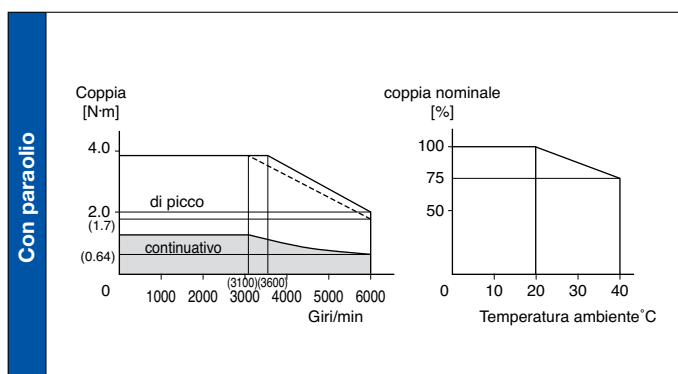 Con paraolio
Coppia
[N·m]
4.0
2.0
(1.7)
(0.64)
0
di picco
continuativo
(3100)(3600)
1000 2000 3000 4000 5000 6000
Giri/min
coppia nominale
[%]
100
75
50
0 10 20 30 40
Temperatura ambiente˚C